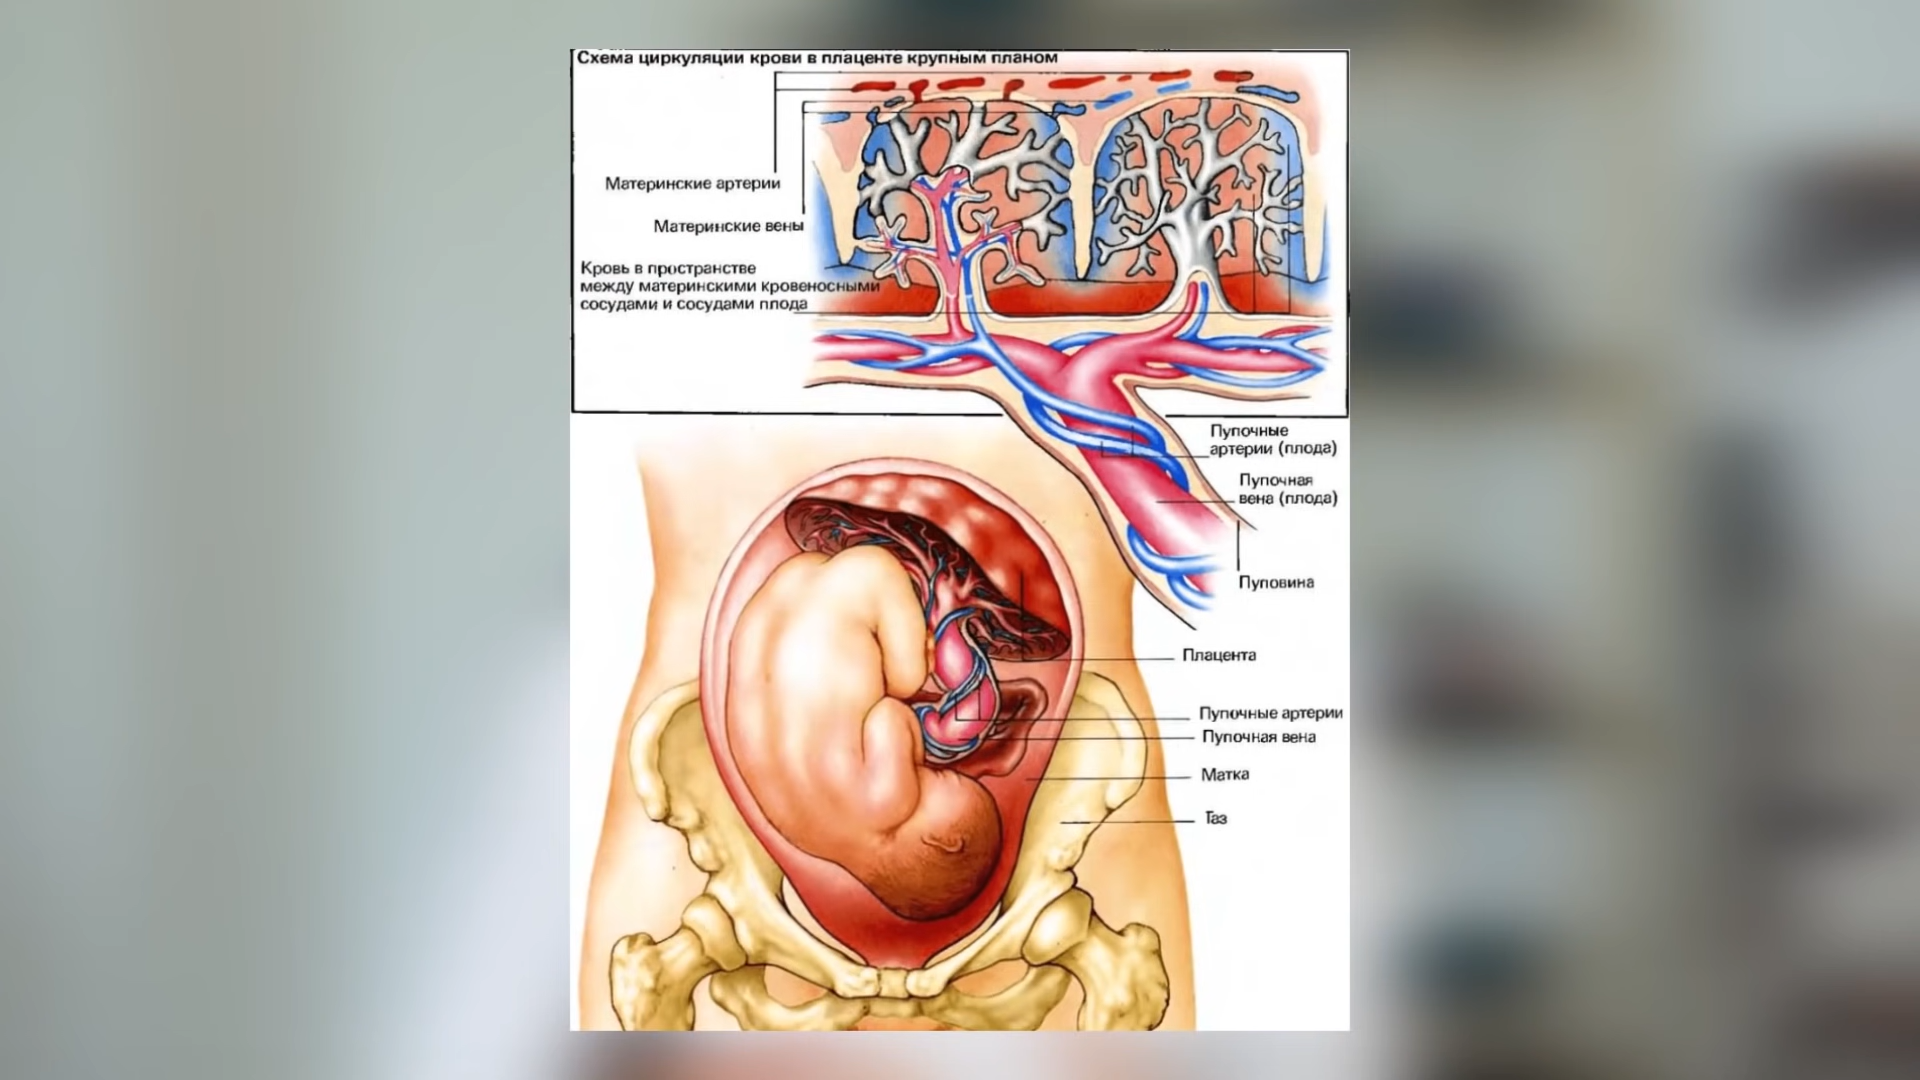 Схема циркуляции крови в плаценте крупным планом
Материнские артерии
Материнские вены
Кровь в пространстве
между материнскими кровеносными
сосудами и сосудами плода
Пупочные
артерии (плода)
Пупочная
вена (плода)
Пуповина
Плацента
Пупочные артерии
Пупочная вена
Матка
Таз